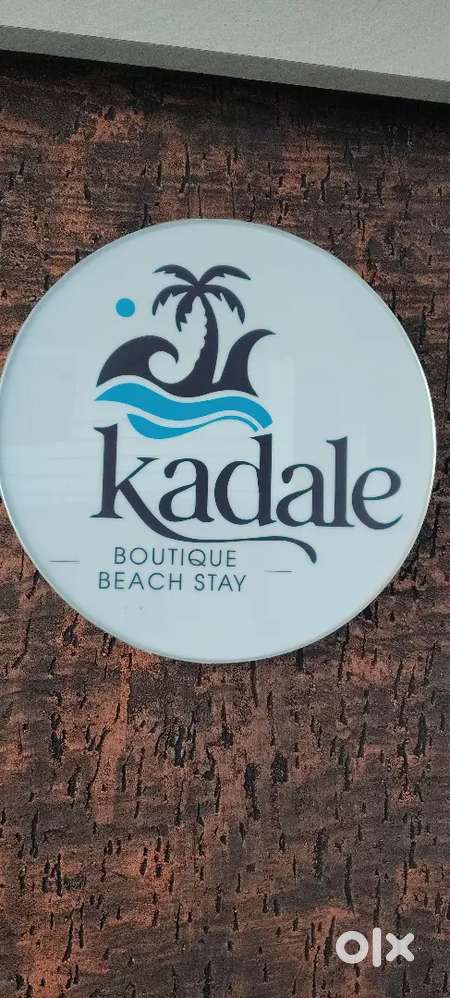 kadale
BOUTIQUE
BEACH STAY
olx